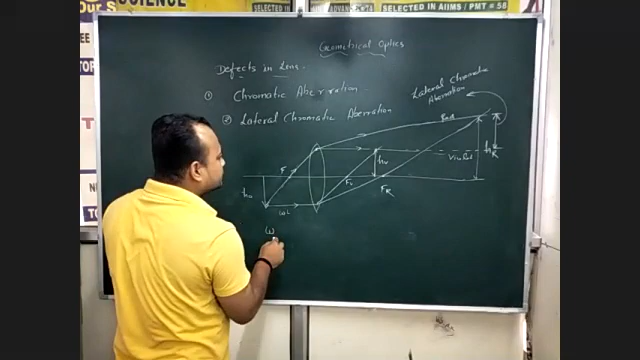 SCIENCE
SELECTED
SELECTED IN AIIMS / PMT = 58
Geometrical Optics
Defects in Lens.
① Chromatic Aberration.
② Lateral Chromatic Aberration
Lateral Chromatic
Aberration
Red
Violet
F
hv
Fv
FR
hR
ho
WL